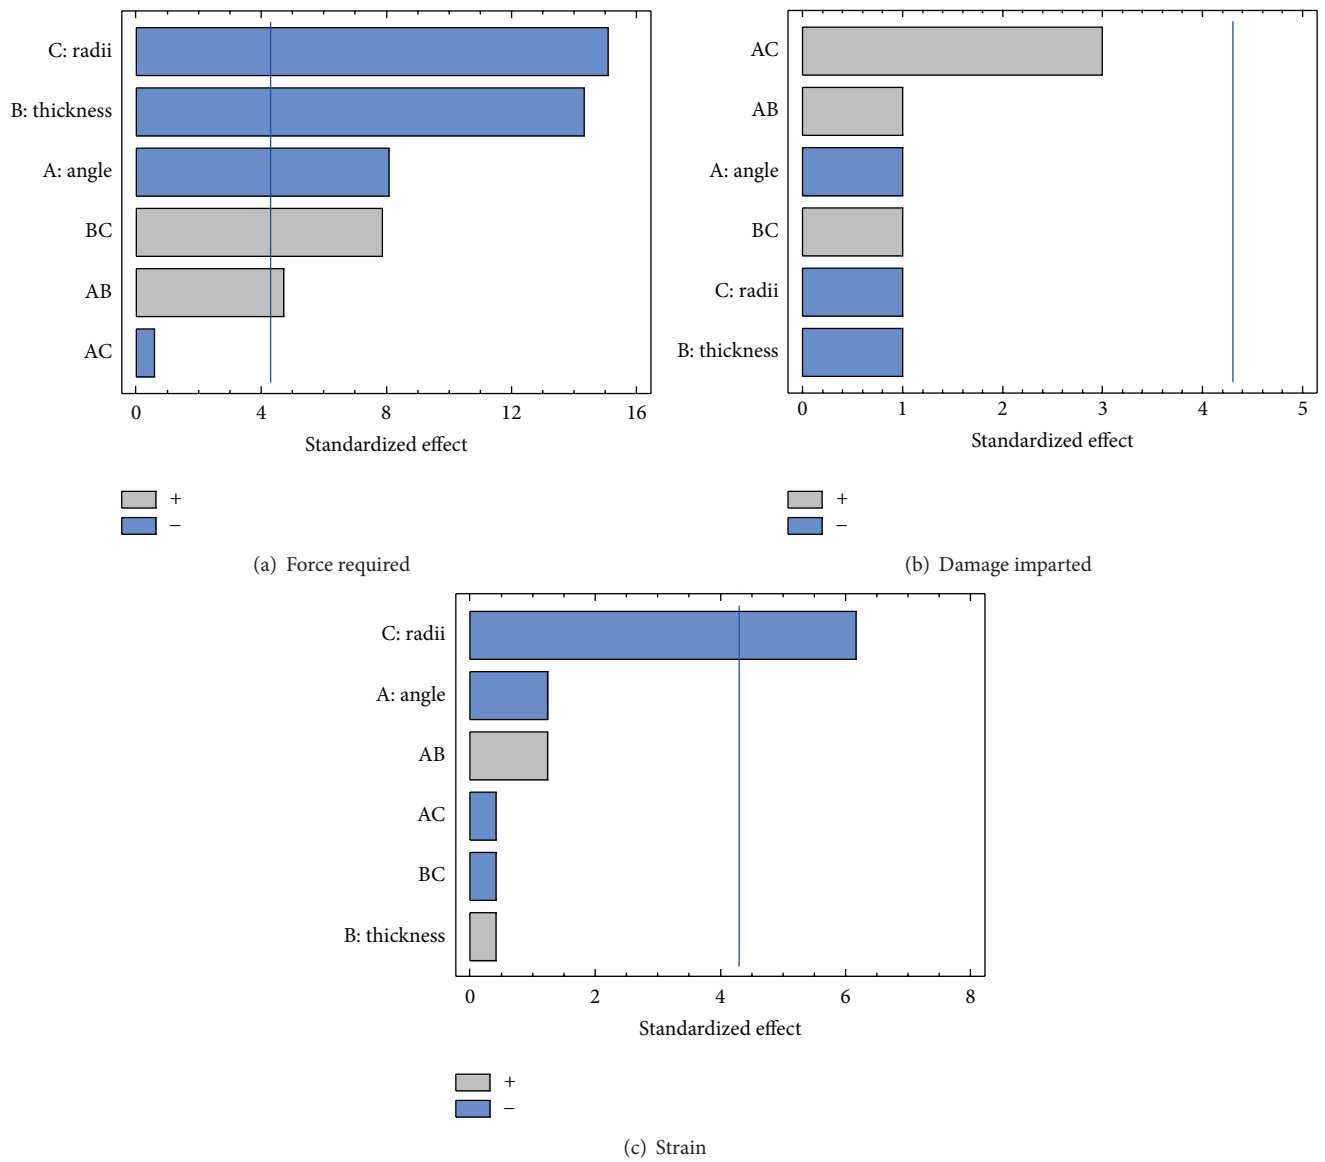 C: radii
B: thickness
A: angle
BC
AB
AC
0 4 8 12 16
Standardized effect
+
−
(a) Force required
AC
AB
A: angle
BC
C: radii
B: thickness
0 1 2 3 4 5
Standardized effect
+
−
(b) Damage imparted
C: radii
A: angle
AB
AC
BC
B: thickness
0 2 4 6 8
Standardized effect
+
−
(c) Strain